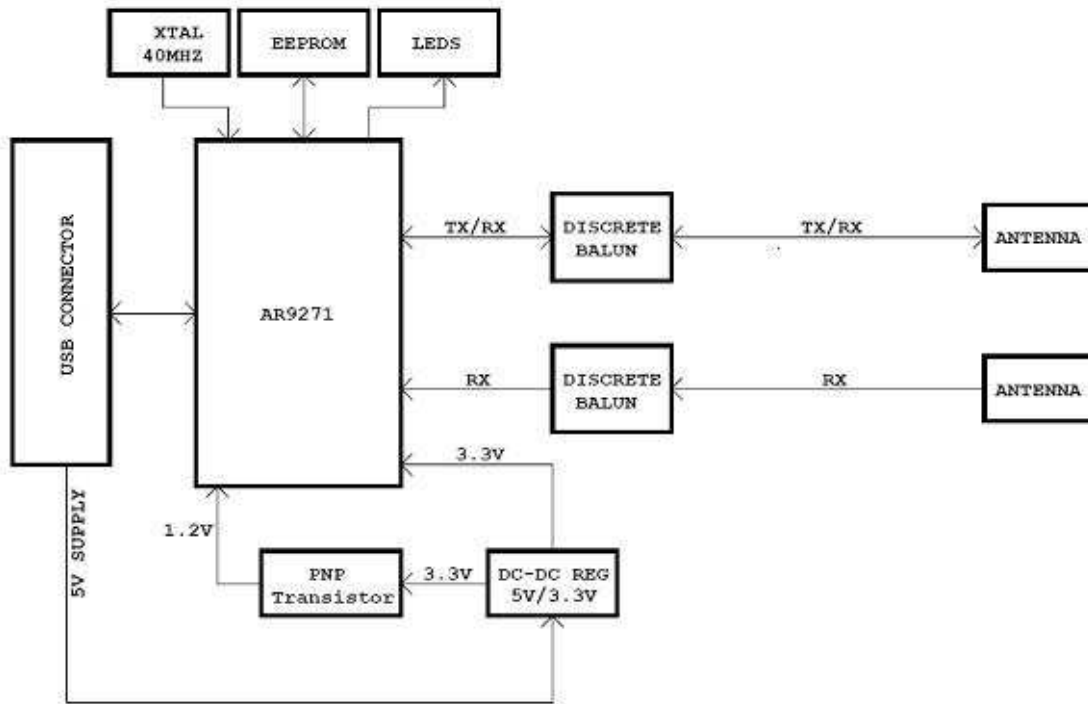 XTAL
40MHZ
EEPROM
LEDS
USB CONNECTOR
AR9271
TX/RX
DISCRETE
BALUN
TX/RX
ANTENNA
RX
DISCRETE
BALUN
RX
ANTENNA
3.3V
5V SUPPLY
1.2V
PNP
Transistor
3.3V
DC-DC REG
5V/3.3V